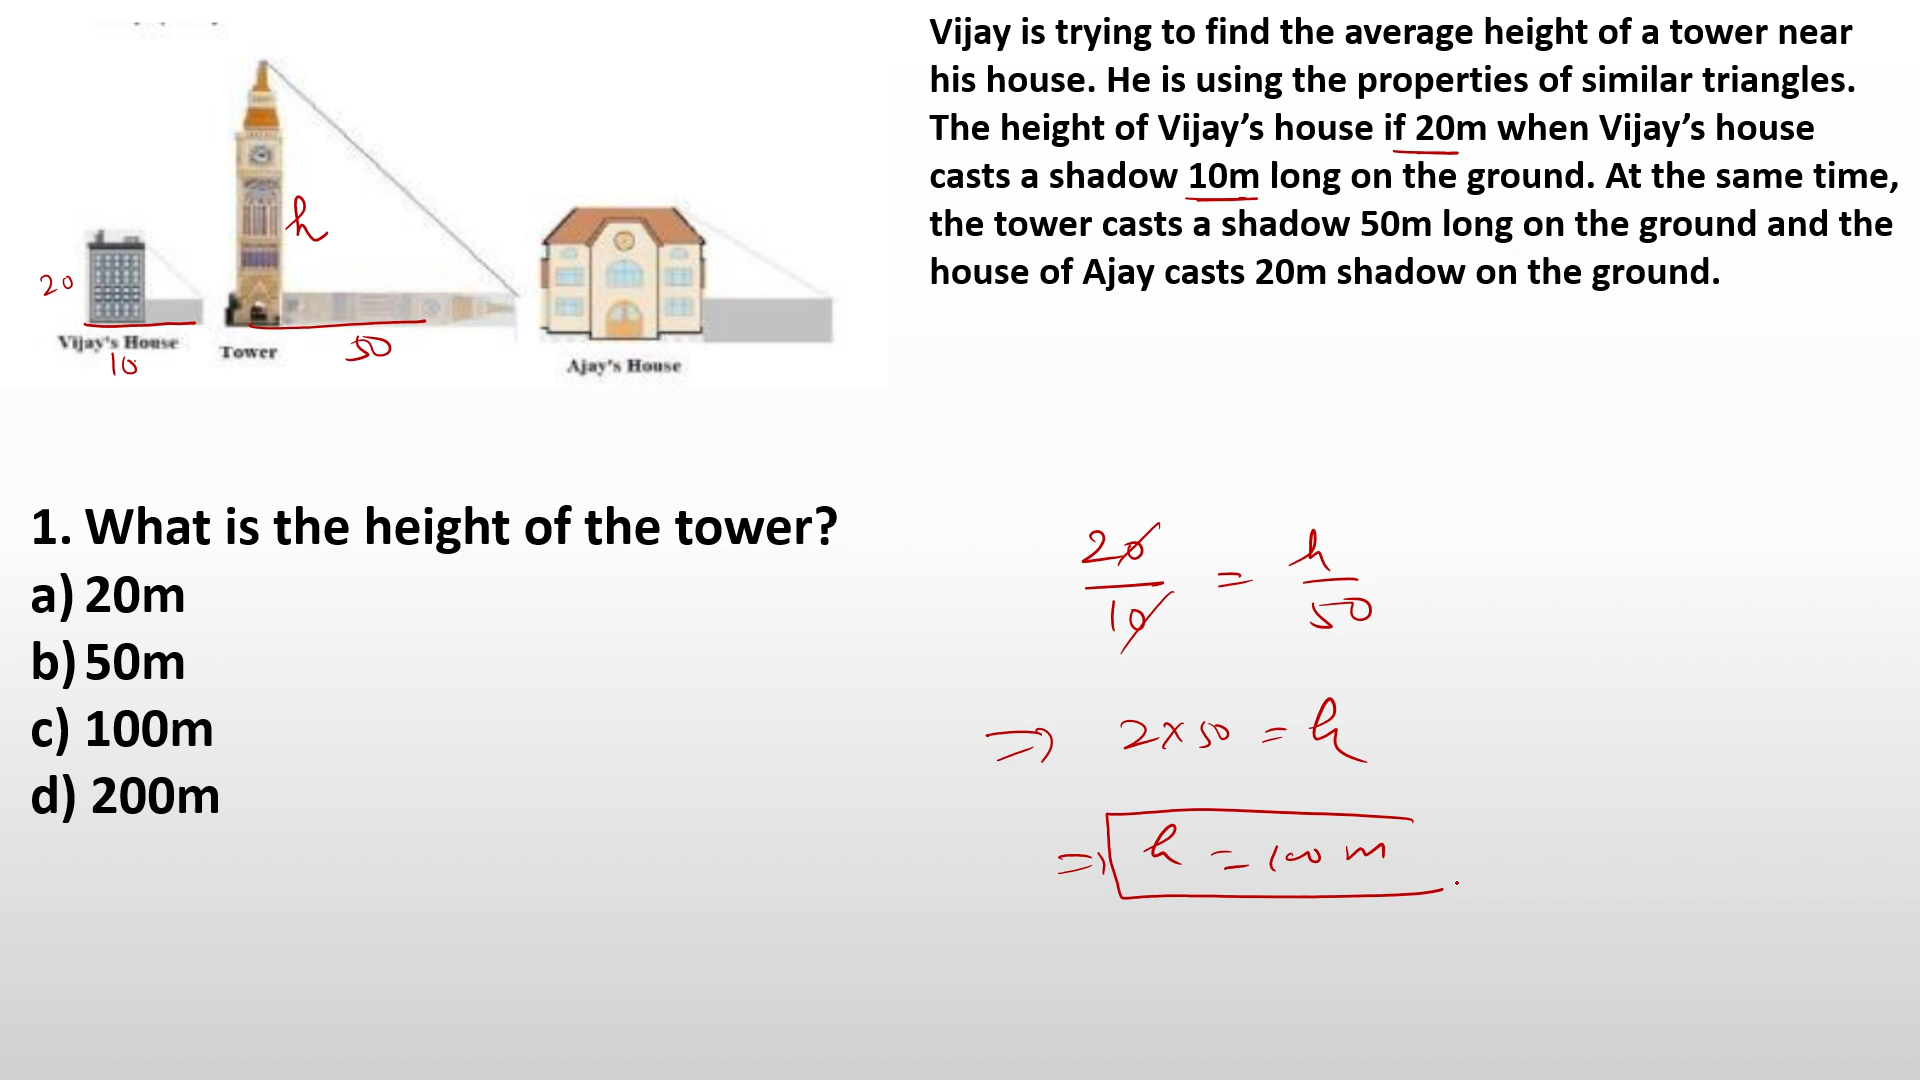 Vijay is trying to find the average height of a tower near
his house. He is using the properties of similar triangles.
The height of Vijay’s house if 20m when Vijay’s house
casts a shadow 10m long on the ground. At the same time,
the tower casts a shadow 50m long on the ground and the
house of Ajay casts 20m shadow on the ground.
h
20
Vijay's House
10
Tower
50
Ajay's House
1. What is the height of the tower?
a) 20m
b) 50m
c) 100m
d) 200m
20/10 = h/50
⇒ 2 × 50 = h
⇒ h = 100 m